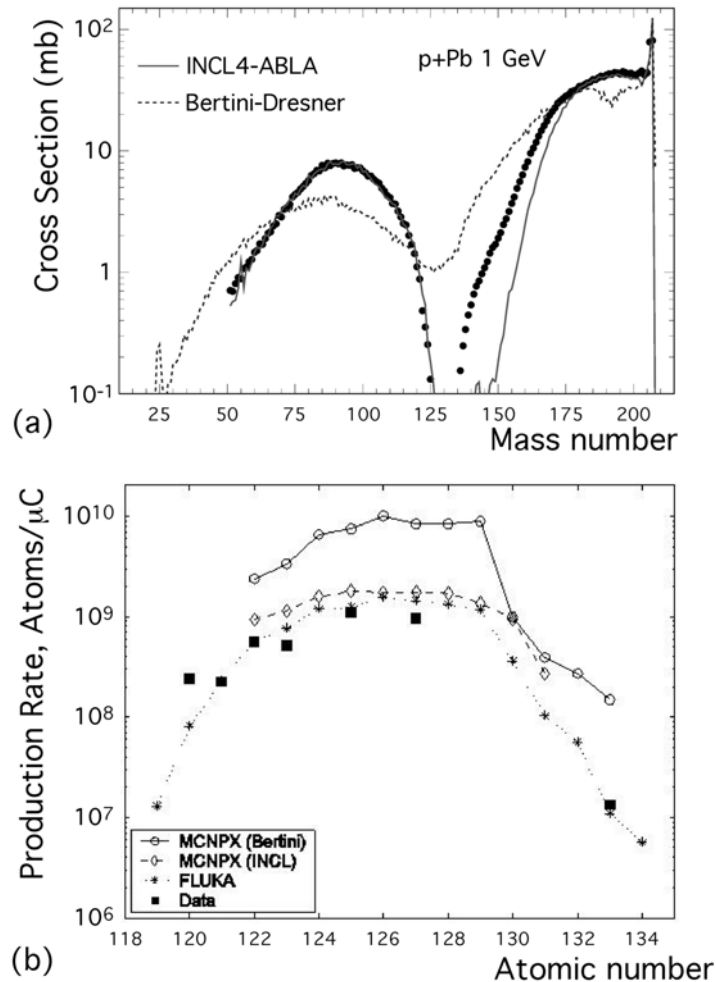 10²
Cross Section (mb)
INCL4-ABLA
p+Pb 1 GeV
Bertini-Dresner
10
1
10⁻¹
25 50 75 100 125 150 175 200
(a)
Mass number
10¹⁰
Production Rate, Atoms/μC
10⁹
10⁸
10⁷
MCNPX (Bertini)
MCNPX (INCL)
FLUKA
Data
10⁶
118 120 122 124 126 128 130 132 134
(b)
Atomic number